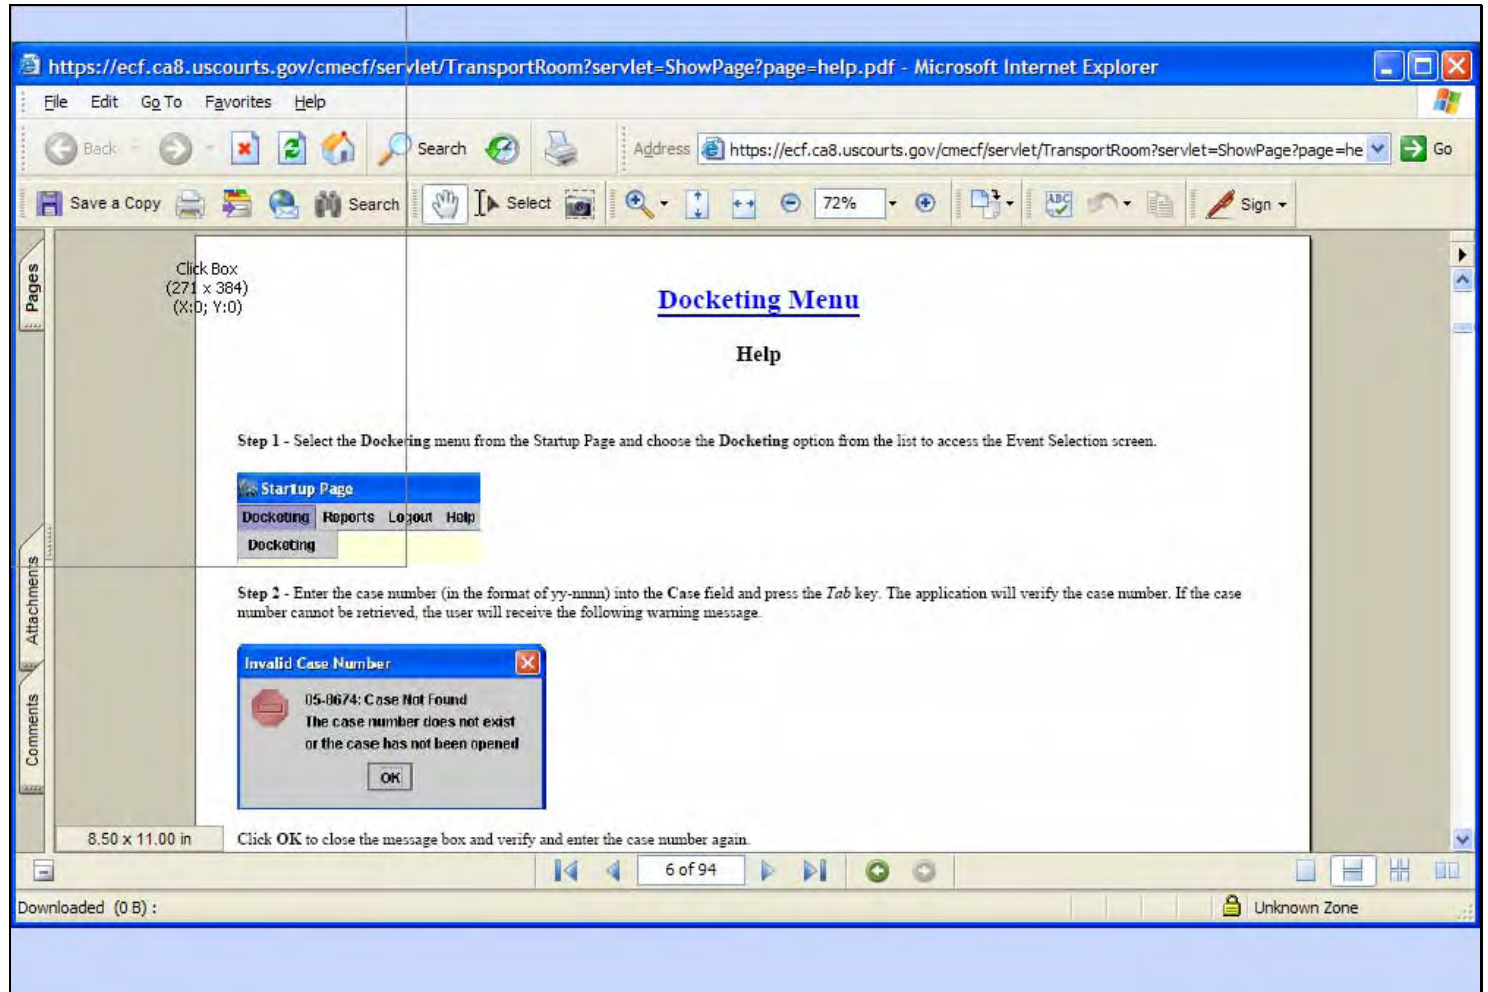 https://ecf.ca8.uscourts.gov/cmecf/servlet/TransportRoom?servlet=ShowPage?page=help.pdf - Microsoft Internet Explorer
File Edit Go To Favorites Help
Back Search Address https://ecf.ca8.uscourts.gov/cmecf/servlet/TransportRoom?servlet=ShowPage?page=he Go
Save a Copy Search Select 72% ABC Sign
Pages
Click Box
(271 x 384)
(X:0; Y:0)
Docketing Menu
Help
Step 1 - Select the Docketing menu from the Startup Page and choose the Docketing option from the list to access the Event Selection screen.
Startup Page
Docketing Reports Logout Help
Docketing
Attachments
Step 2 - Enter the case number (in the format of yy-nnnn) into the Case field and press the Tab key. The application will verify the case number. If the case
number cannot be retrieved, the user will receive the following warning message.
Invalid Case Number
05-8674: Case Not Found
The case number does not exist
or the case has not been opened
OK
Comments
8.50 x 11.00 in
Click OK to close the message box and verify and enter the case number again.
6 of 94
Downloaded (0 B) :
Unknown Zone